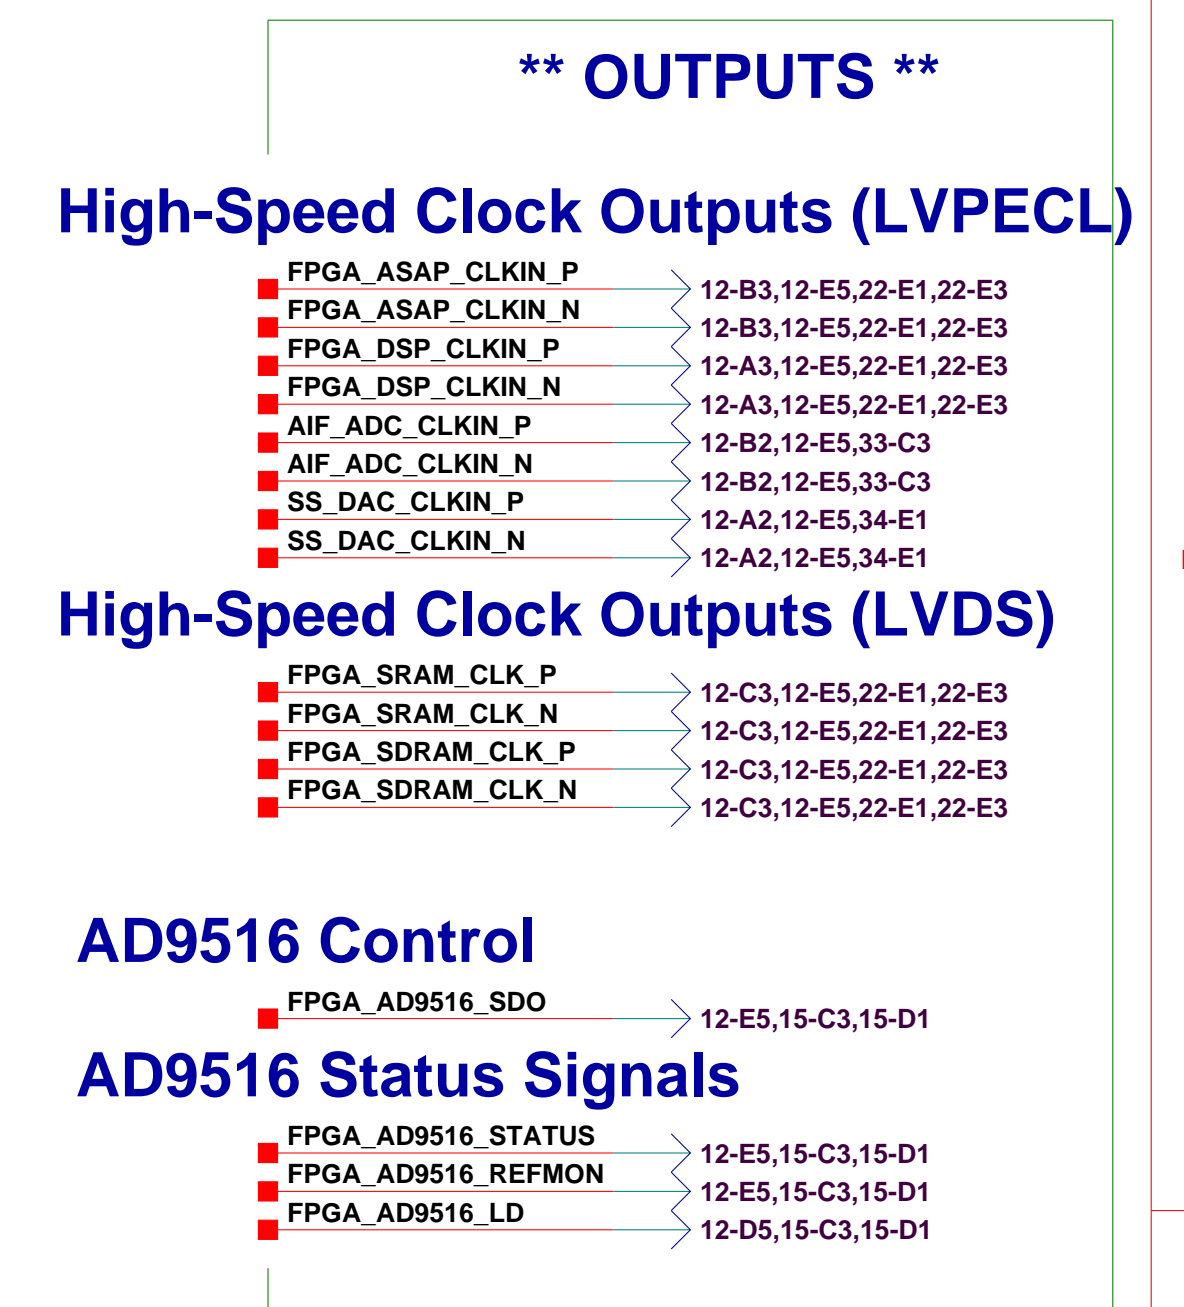 ** OUTPUTS **
High-Speed Clock Outputs (LVPECL)
FPGA_ASAP_CLKIN_P 12-B3,12-E5,22-E1,22-E3
FPGA_ASAP_CLKIN_N 12-B3,12-E5,22-E1,22-E3
FPGA_DSP_CLKIN_P 12-A3,12-E5,22-E1,22-E3
FPGA_DSP_CLKIN_N 12-A3,12-E5,22-E1,22-E3
AIF_ADC_CLKIN_P 12-B2,12-E5,33-C3
AIF_ADC_CLKIN_N 12-B2,12-E5,33-C3
SS_DAC_CLKIN_P 12-A2,12-E5,34-E1
SS_DAC_CLKIN_N 12-A2,12-E5,34-E1
High-Speed Clock Outputs (LVDS)
FPGA_SRAM_CLK_P 12-C3,12-E5,22-E1,22-E3
FPGA_SRAM_CLK_N 12-C3,12-E5,22-E1,22-E3
FPGA_SDRAM_CLK_P 12-C3,12-E5,22-E1,22-E3
FPGA_SDRAM_CLK_N 12-C3,12-E5,22-E1,22-E3
AD9516 Control
FPGA_AD9516_SDO 12-E5,15-C3,15-D1
AD9516 Status Signals
FPGA_AD9516_STATUS 12-E5,15-C3,15-D1
FPGA_AD9516_REFMON 12-E5,15-C3,15-D1
FPGA_AD9516_LD 12-D5,15-C3,15-D1